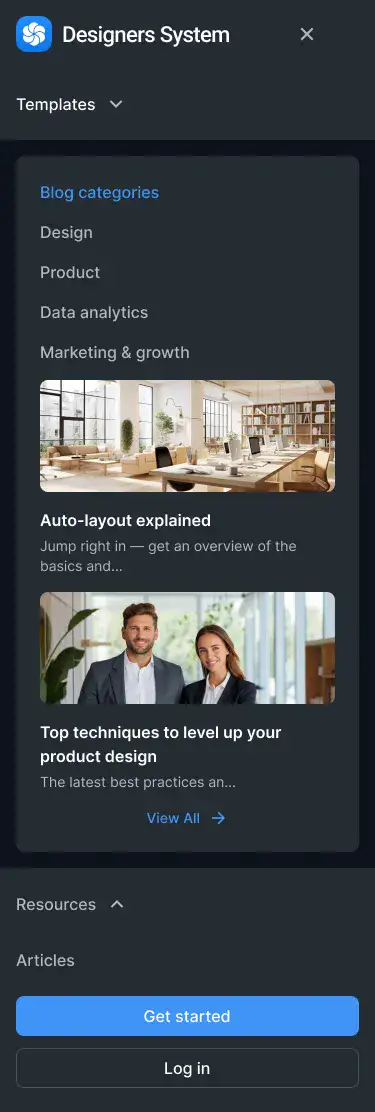 Designers System
Templates
Blog categories
Design
Product
Data analytics
Marketing & growth
Auto-layout explained
Jump right in — get an overview of the
basics and...
Top techniques to level up your
product design
The latest best practices an...
View All
Resources
Articles
Get started
Log in